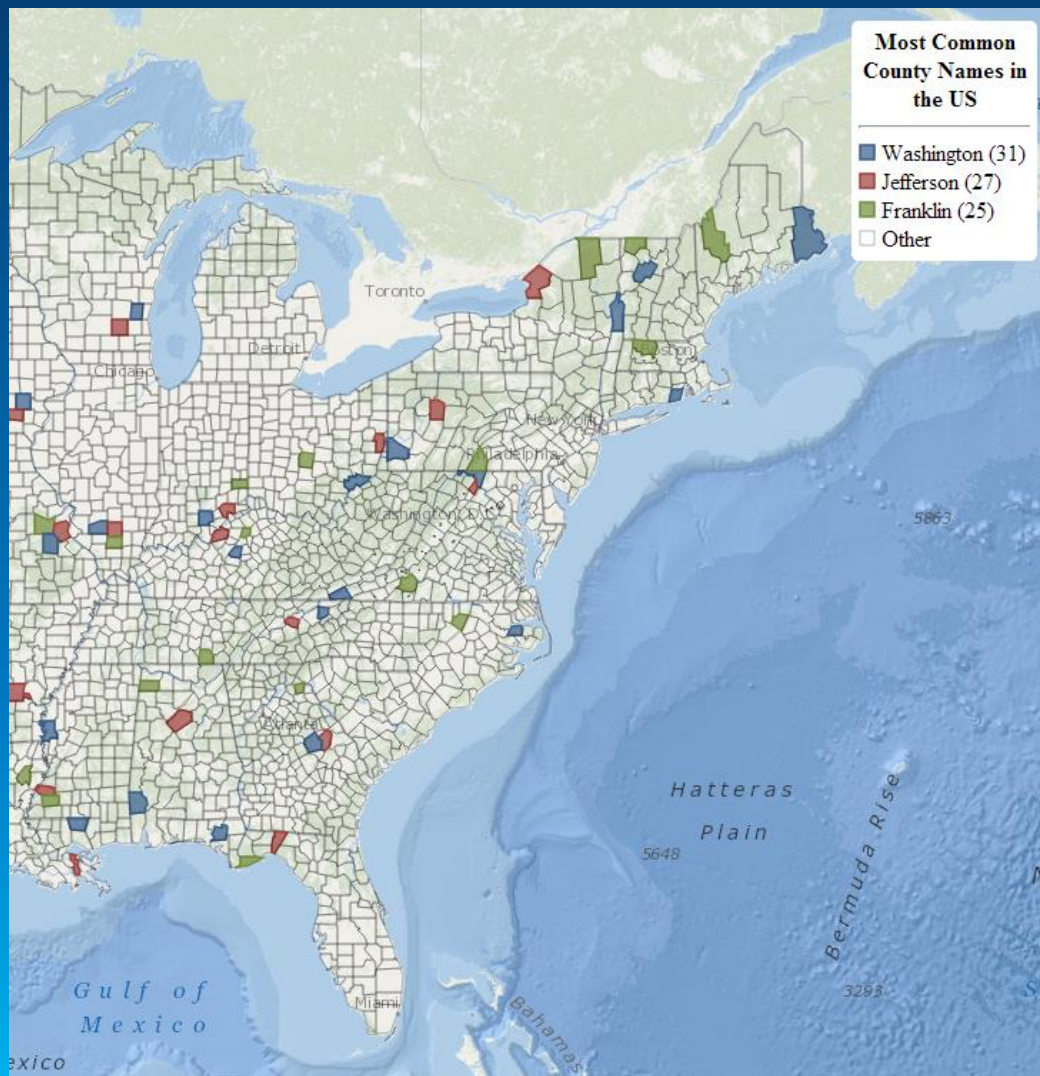 Most Common
County Names in
the US
Washington (31)
Jefferson (27)
Franklin (25)
Other
Toronto
Detroit
Chicago
Boston
New York
Philadelphia
Washington D.C.
5863
Atlanta
Hatteras
Plain
5648
Bermuda Rise
3293
Gulf of
Mexico
Miami
Bahamas
exico